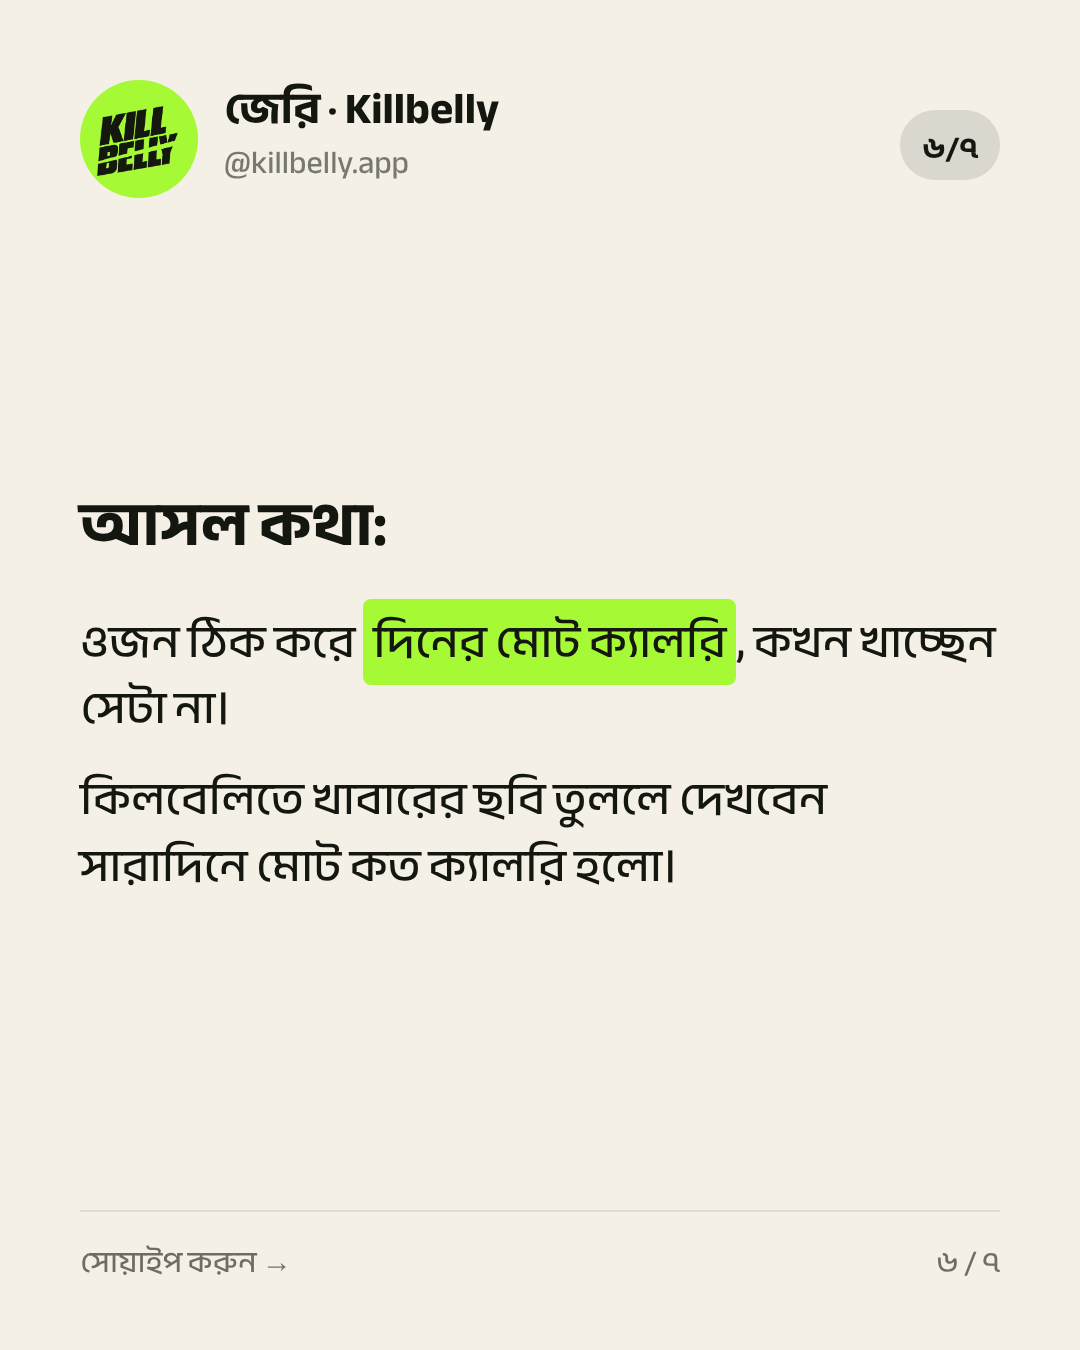 KILL
BELLY
জেরি · Killbelly
@killbelly.app
৬/৭
আসল কথা:
ওজন ঠিক করে দিনের মোট ক্যালরি, কখন খাচ্ছেন
সেটা না।
কিলবেলিতে খাবারের ছবি তুললে দেখবেন
সারাদিনে মোট কত ক্যালরি হলো।
সোয়াইপ করুন →
৬ / ৭